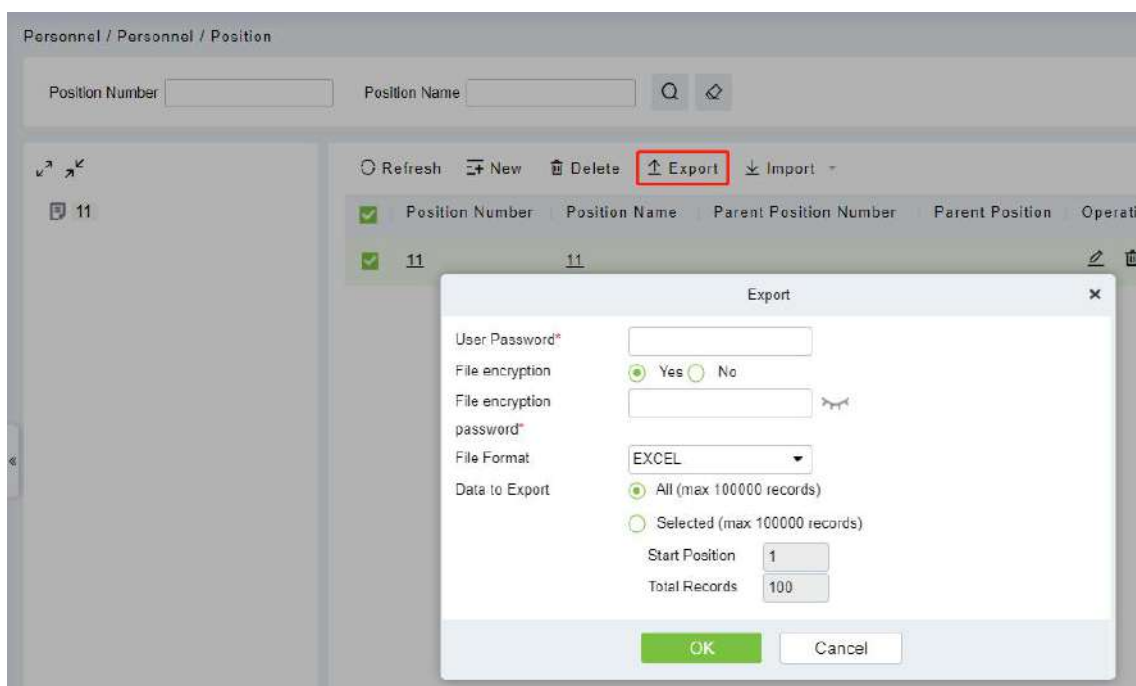 Personnel / Personnel / Position
Position Number Position Name
Refresh New Delete Export Import
11
Position Number Position Name Parent Position Number Parent Position Operati
11 11
Export
User Password*
File encryption Yes No
File encryption
password*
File Format EXCEL
Data to Export All (max 100000 records)
Selected (max 100000 records)
Start Position 1
Total Records 100
OK Cancel